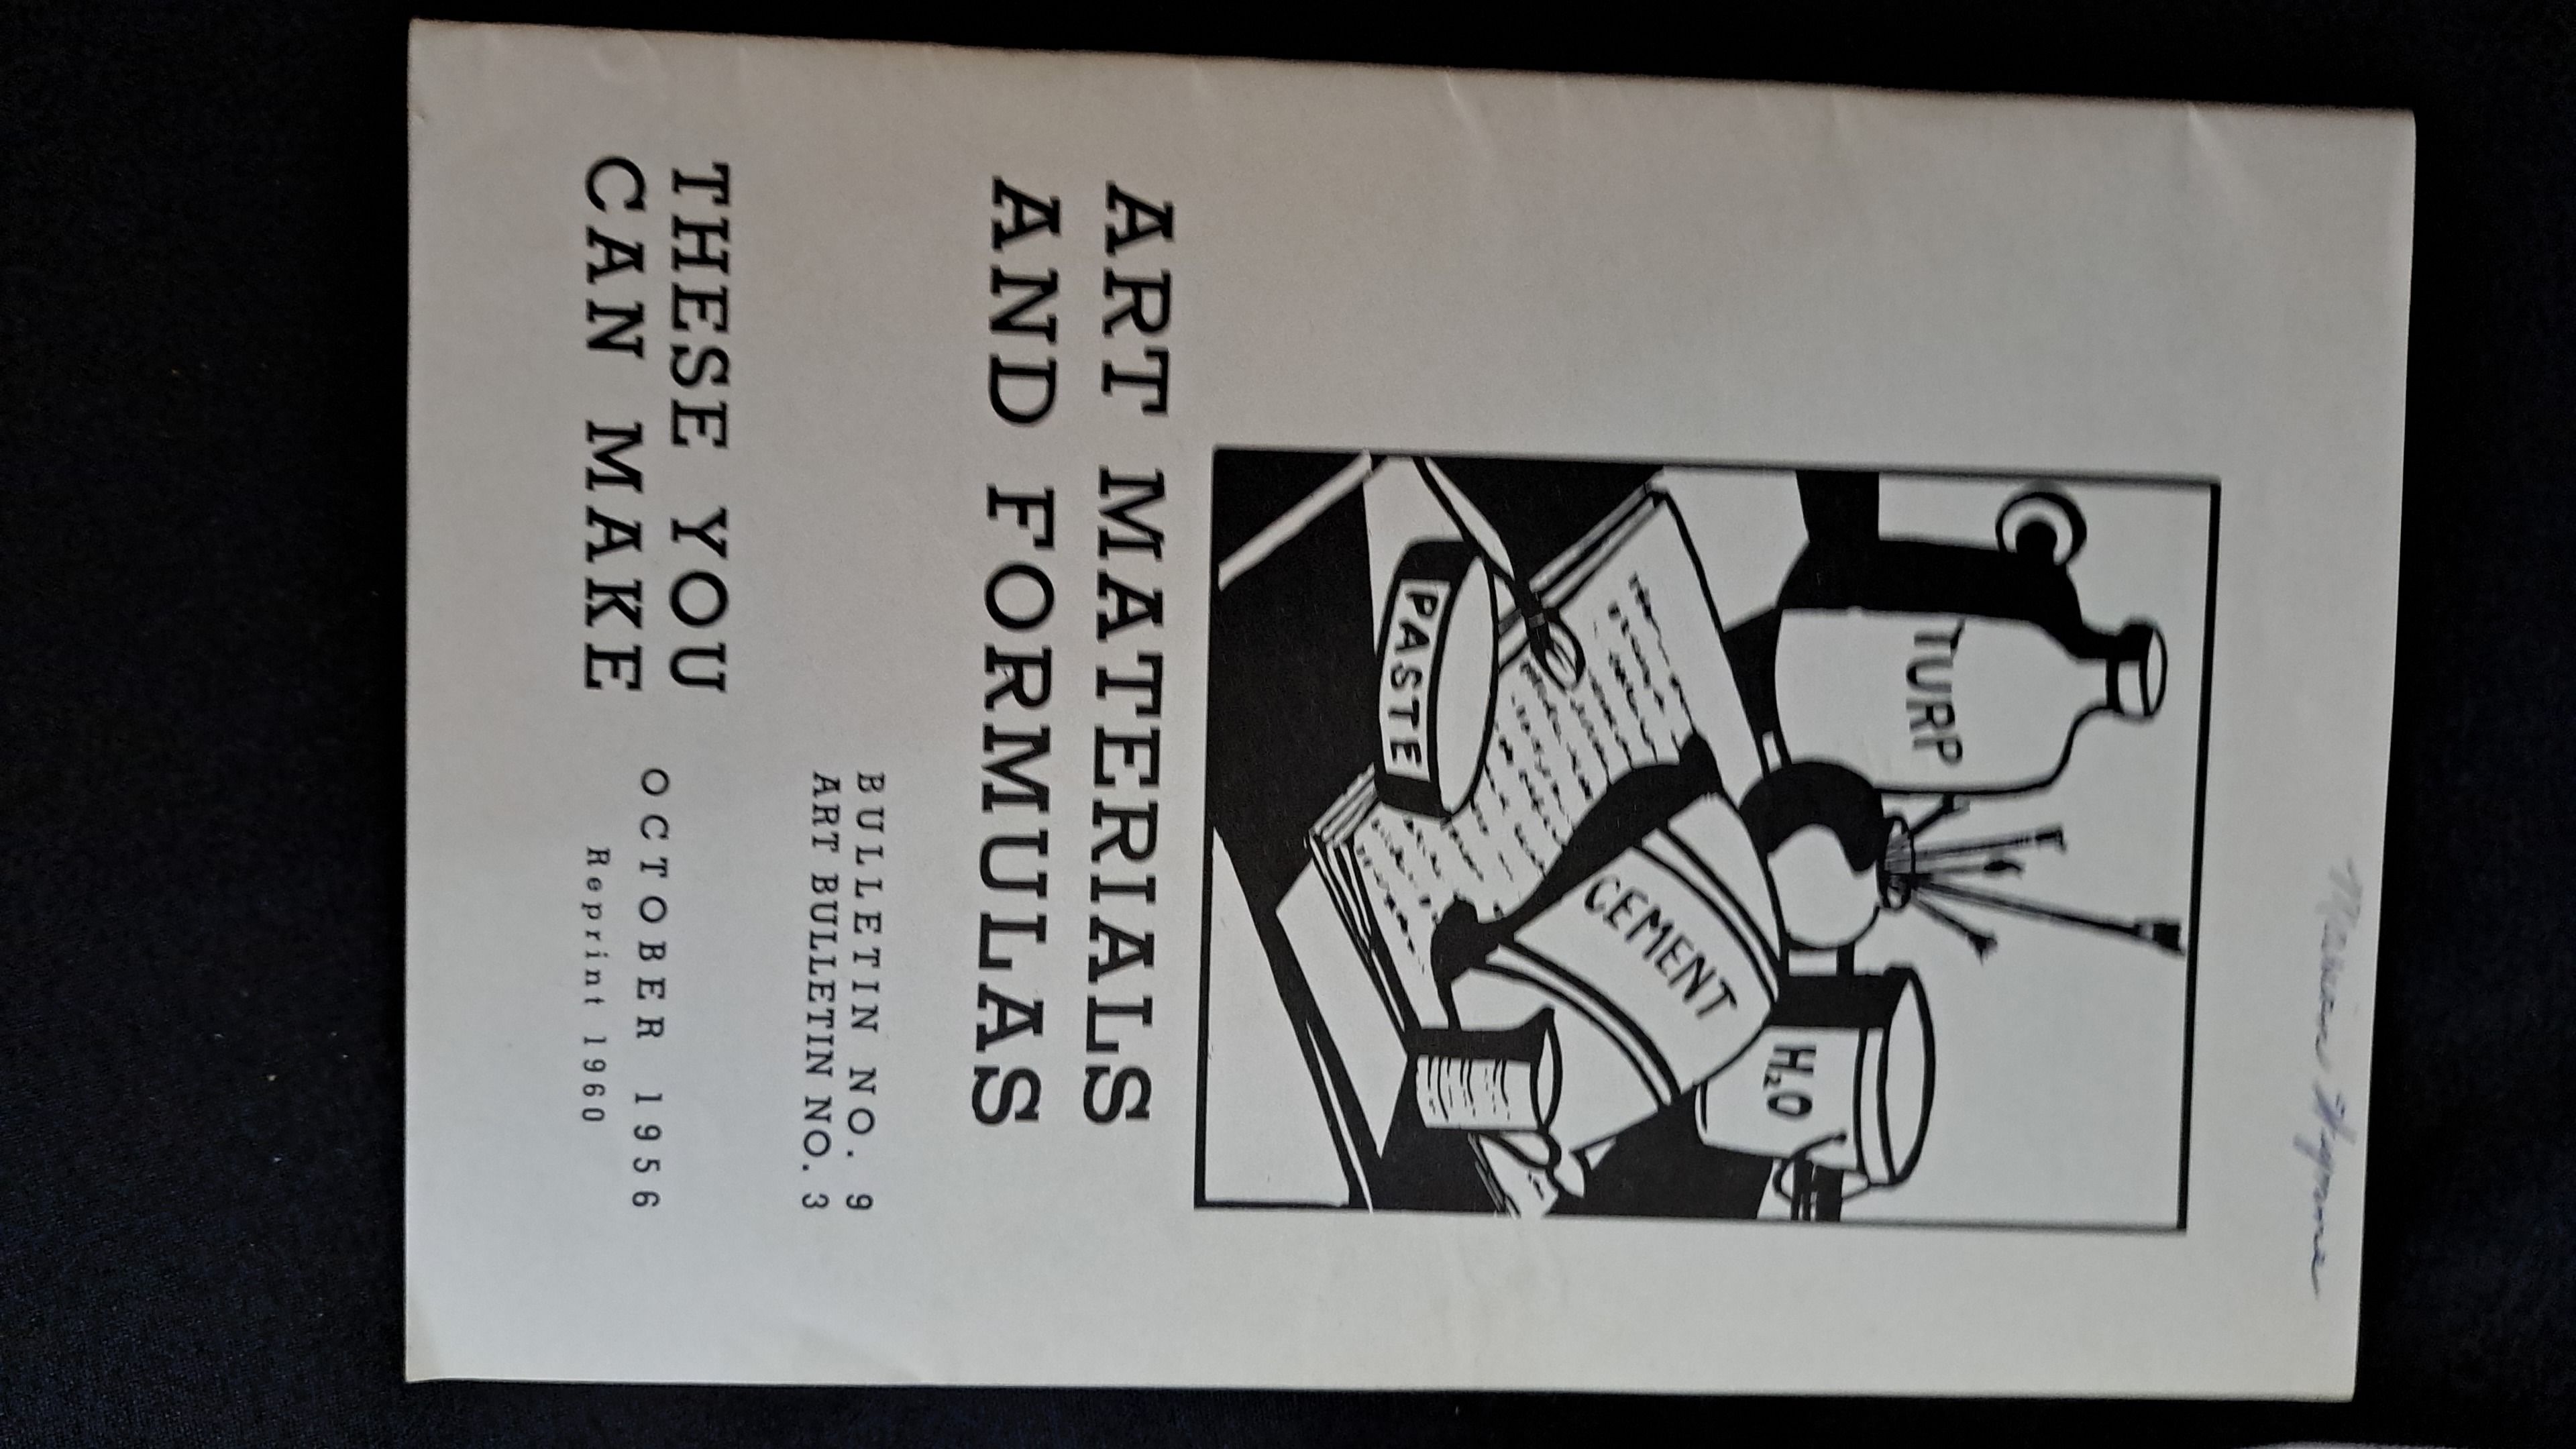 TURP
H₂O
CEMENT
PASTE
ART MATERIALS
AND FORMULAS
BULLETIN NO. 9
ART BULLETIN NO. 3
THESE YOU
CAN MAKE
OCTOBER 1956
Reprint 1960